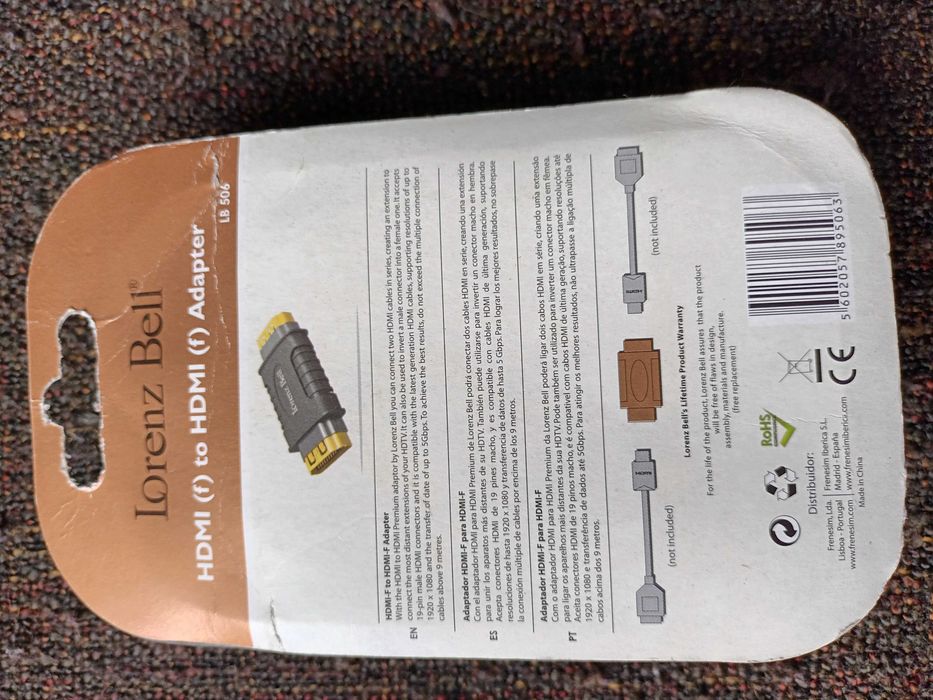 Lorenz Bell®
HDMI (f) to HDMI (f) Adapter
LB 506
Lorenz Bell
HDMI-F to HDMI-F Adapter
EN
With the HDMI to HDMI Premium adaptor by Lorenz Bell you can connect two HDMI cables in series, creating an extension to
connect the most distant extensions of your HDTV. It can also be used to invert a male connector into a female one. It accepts
19-pin male HDMI connectors and it is compatible with the latest generation HDMI cables, supporting resolutions of up to
1920 x 1080 and the transfer of date of up to 5Gbps. To achieve the best results, do not exceed the multiple connection of
cables above 9 metres.
Adaptador HDMI-F para HDMI-F
ES
Con el adaptador HDMI para HDMI Premium de Lorenz Bell podrá conectar dos cables HDMI en serie, creando una extensión
para unir los aparatos más distantes de su HDTV. También puede utilizarse para invertir un conector macho en hembra.
Acepta conectores HDMI de 19 pines macho, y es compatible con cables HDMI de última generación, suportando
resoluciones de hasta 1920 x 1080 y transferencia de datos de hasta 5 Gbps. Para lograr los mejores resultados, no sobrepase
la conexión múltiple de cables por encima de los 9 metros.
Adaptador HDMI-F para HDMI-F
PT
Com o adaptador HDMI para HDMI Premium da Lorenz Bell poderá ligar dois cabos HDMI em série, criando uma extensão
para ligar os aparelhos mais distantes da sua HDTV. Pode também ser utilizado para inverter um conector macho em fêmea.
Aceita conectores HDMI de 19 pinos macho, e é compatível com cabos HDMI de última geração, suportando resoluções até
1920 x 1080 e transferência de dados até 5Gbps. Para atingir os melhores resultados, não ultrapasse a ligação múltipla de
cabos acima dos 9 metros.
HDMI
HDMI
(not included)
(not included)
Lorenz Bell's Lifetime Product Warranty
For the life of the product, Lorenz Bell assures that the product
will be free of flaws in design,
assembly, materials and manufacture.
(free replacement)
RoHS
CE
5 602057 895063
Distribuidor:
Frenesim, Lda.
Lisboa - Portugal
www.frenesim.com
Frenesim Iberica S.L.
Madrid - España
www.frenesimiberici.com
Made in China